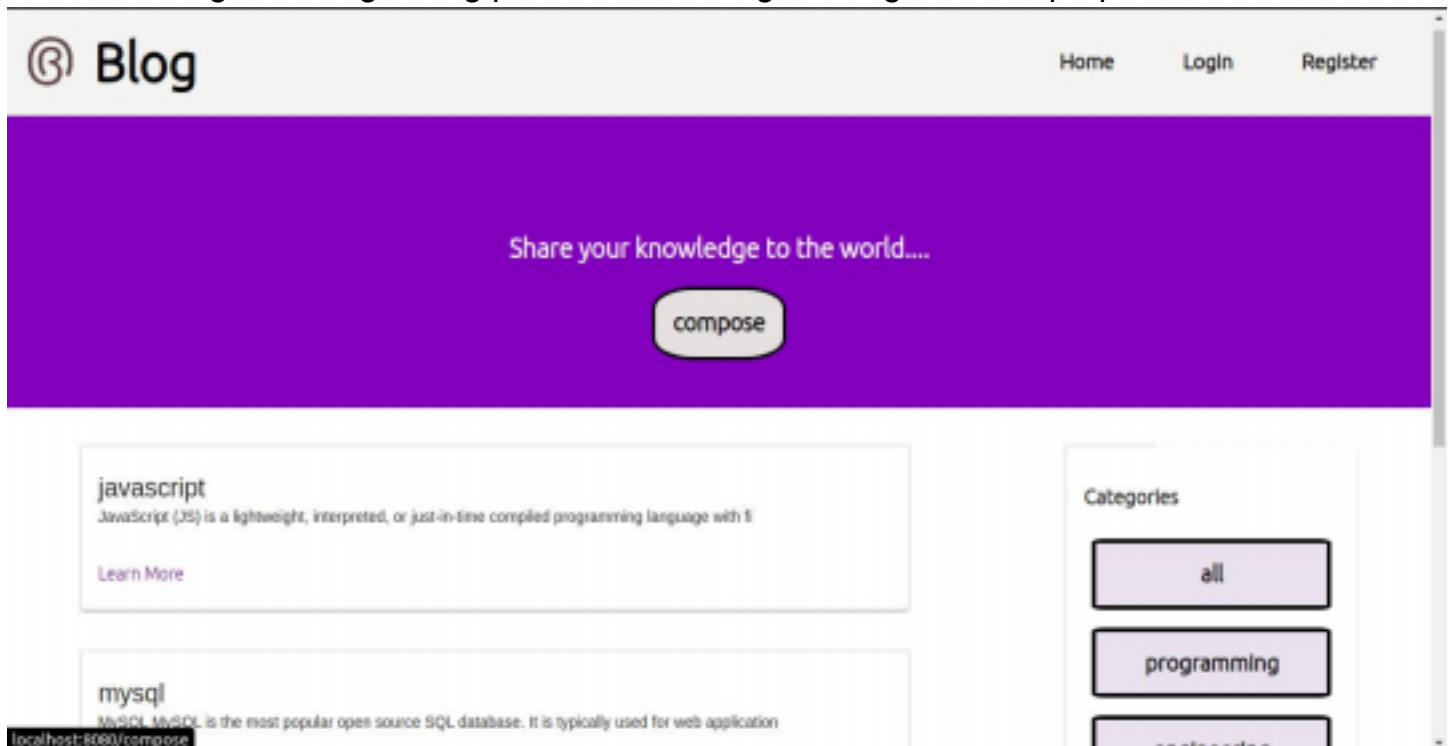 Blog
Home Login Register
Share your knowledge to the world....
compose
javascript
JavaScript (JS) is a lightweight, interpreted, or just-in-time compiled programming language with fi
Learn More
mysql
MySQL MySQL is the most popular open source SQL database. It is typically used for web application
Categories
all
programming
localhost:8080/compose